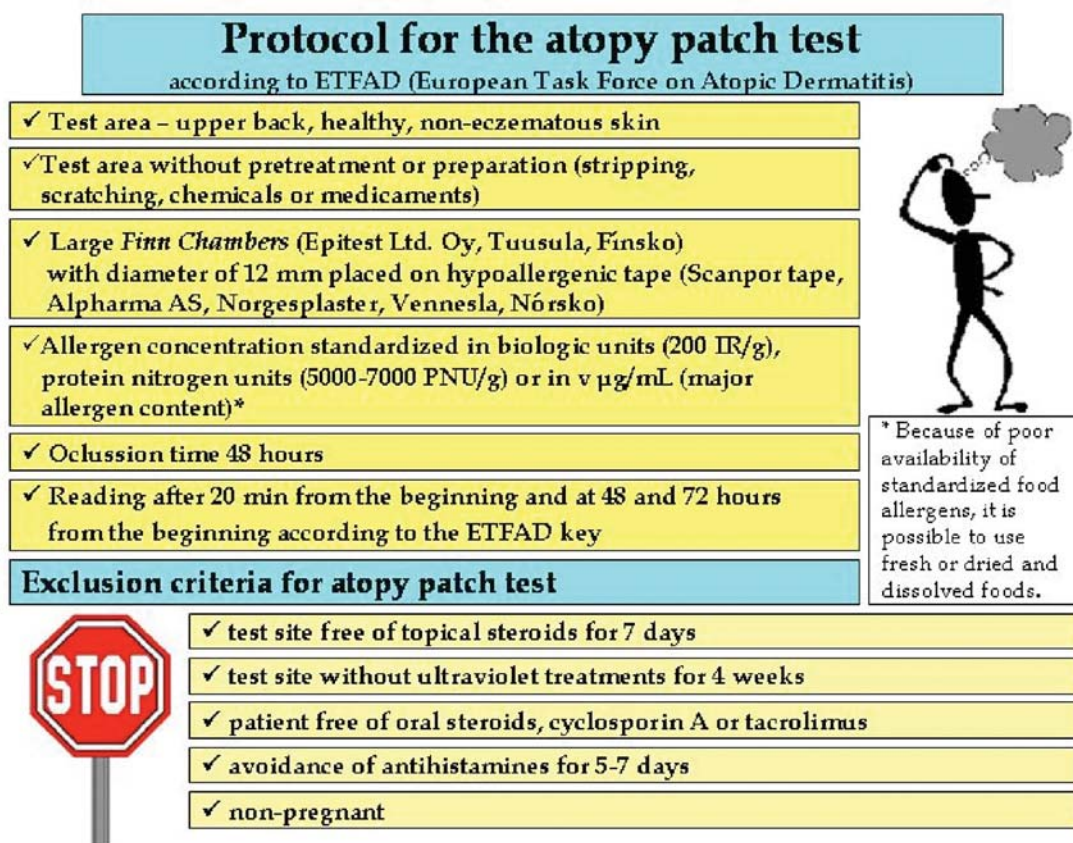 Protocol for the atopy patch test
according to ETFAD (European Task Force on Atopic Dermatitis)
✓ Test area – upper back, healthy, non-eczematous skin
✓Test area without pretreatment or preparation (stripping,
scratching, chemicals or medicaments)
✓ Large Finn Chambers (Epitest Ltd. Oy, Tuusula, Fínsko)
with diameter of 12 mm placed on hypoallergenic tape (Scanpor tape,
Alpharma AS, Norgesplaster, Vennesla, Nórsko)
✓Allergen concentration standardized in biologic units (200 IR/g),
protein nitrogen units (5000-7000 PNU/g) or in v µg/mL (major
allergen content)*
✓ Oclussion time 48 hours
✓ Reading after 20 min from the beginning and at 48 and 72 hours
from the beginning according to the ETFAD key
* Because of poor
availability of
standardized food
allergens, it is
possible to use
fresh or dried and
dissolved foods.
Exclusion criteria for atopy patch test
STOP
✓ test site free of topical steroids for 7 days
✓ test site without ultraviolet treatments for 4 weeks
✓ patient free of oral steroids, cyclosporin A or tacrolimus
✓ avoidance of antihistamines for 5-7 days
✓ non-pregnant